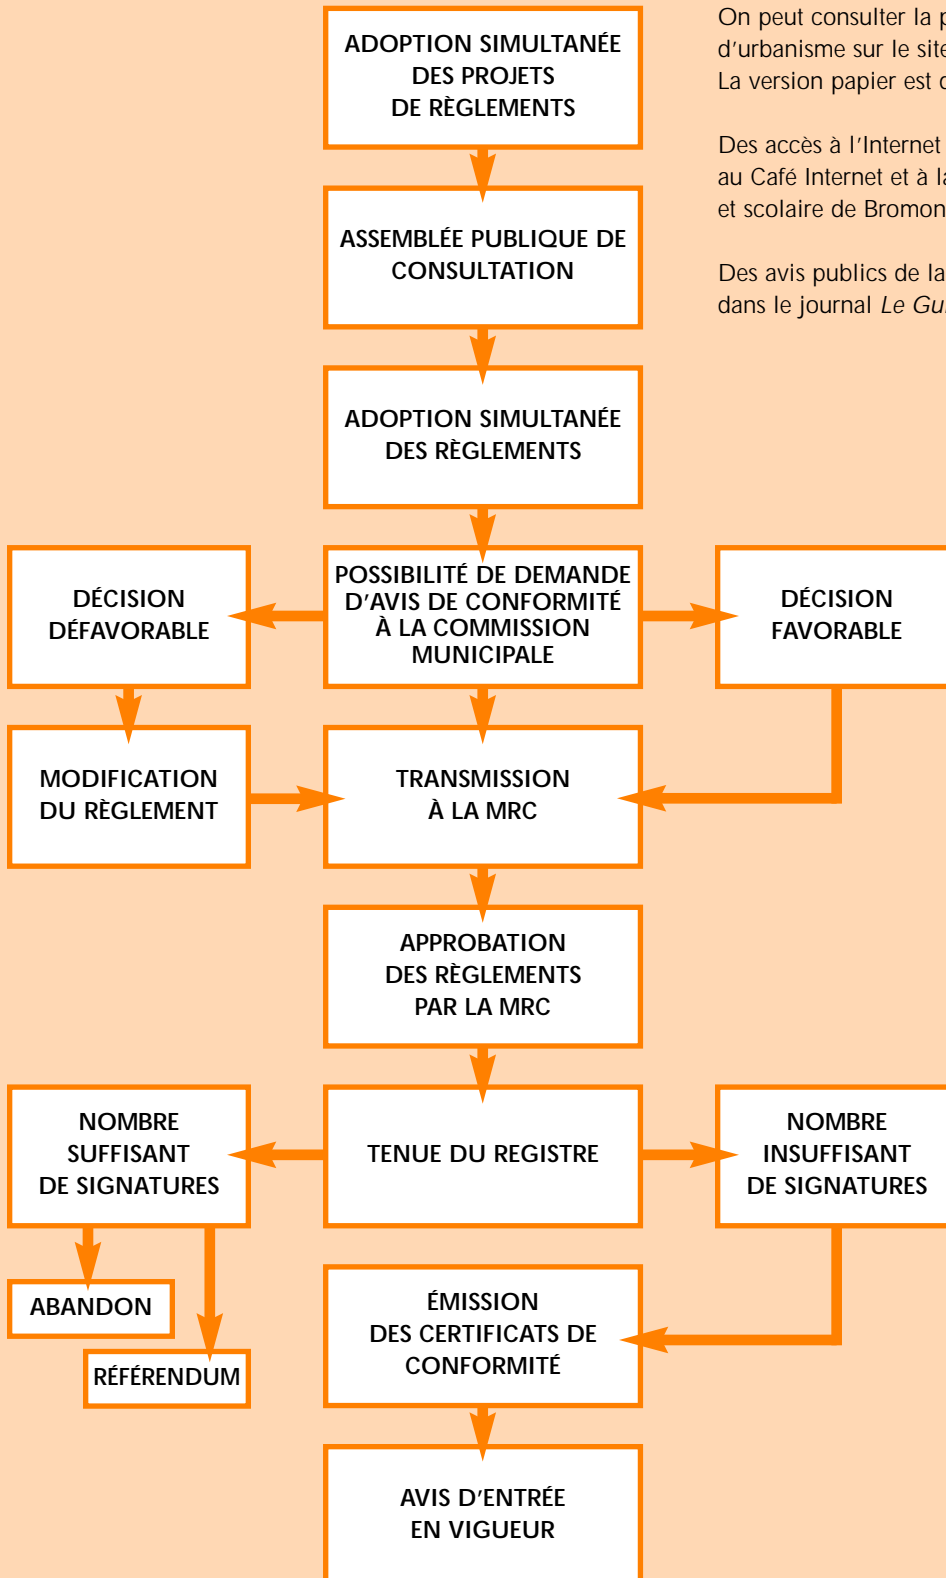 ADOPTION SIMULTANÉE
DES PROJETS
DE RÈGLEMENTS
On peut consulter la
d'urbanisme sur le site
La version papier est
Des accès à l'Internet
au Café Internet et à
et scolaire de
Des avis publics de la
dans le journal Le
ASSEMBLÉE PUBLIQUE DE
CONSULTATION
ADOPTION SIMULTANÉE
DES RÈGLEMENTS
DÉCISION
DÉFAVORABLE
POSSIBILITÉ DE DEMANDE
D'AVIS DE CONFORMITÉ
À LA COMMISSION
MUNICIPALE
DÉCISION
FAVORABLE
MODIFICATION
DU RÈGLEMENT
TRANSMISSION
À LA MRC
APPROBATION
DES RÈGLEMENTS
PAR LA MRC
NOMBRE
SUFFISANT
DE SIGNATURES
TENUE DU REGISTRE
NOMBRE
INSUFFISANT
DE SIGNATURES
ABANDON
RÉFÉRENDUM
ÉMISSION
DES CERTIFICATS DE
CONFORMITÉ
AVIS D'ENTRÉE
EN VIGUEUR